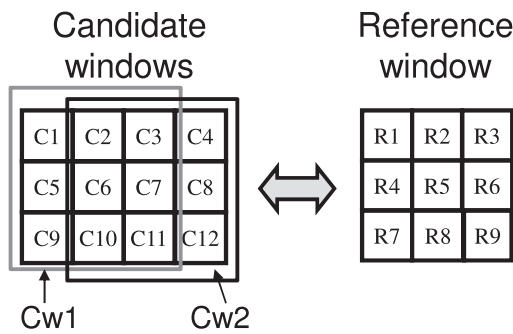 Candidate windows
Reference window
C1 C2 C3 C4
C5 C6 C7 C8
C9 C10 C11 C12
R1 R2 R3
R4 R5 R6
R7 R8 R9
Cw1 Cw2